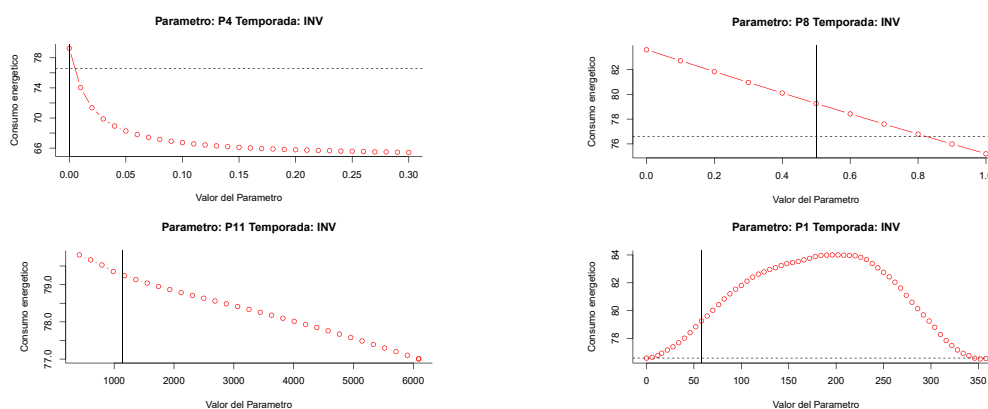 Parametro: P4 Temporada: INV
Consumo energetico
66 70 74 78
0.00 0.05 0.10 0.15 0.20 0.25 0.30
Valor del Parametro
Parametro: P8 Temporada: INV
Consumo energetico
76 78 80 82
0.0 0.2 0.4 0.6 0.8 1.0
Valor del Parametro
Parametro: P11 Temporada: INV
Consumo energetico
77.0 78.0 79.0
1000 2000 3000 4000 5000 6000
Valor del Parametro
Parametro: P1 Temporada: INV
Consumo energetico
78 80 82 84
0 50 100 150 200 250 300 350
Valor del Parametro